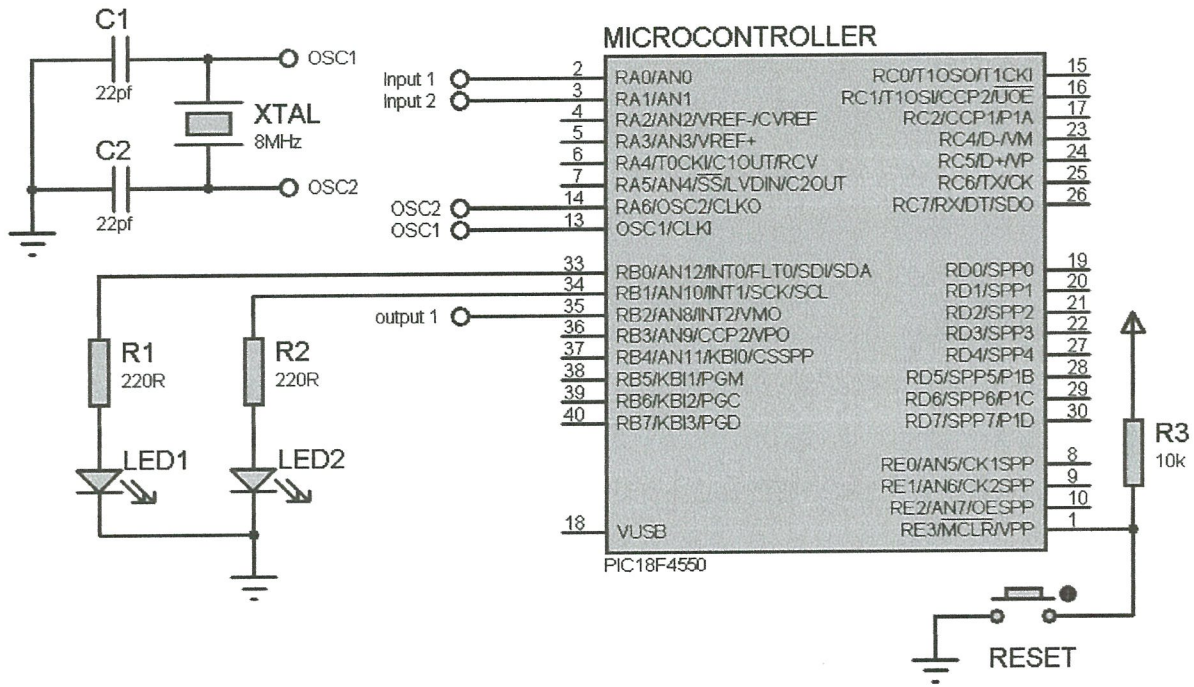 C1
22pf
OSC1
XTAL
8MHz
C2
22pf
OSC2
MICROCONTROLLER
Input 1
Input 2
OSC2
OSC1
output 1
2 RA0/AN0
3 RA1/AN1
4 RA2/AN2/VREF-/CVREF
5 RA3/AN3/VREF+
6 RA4/T0CKI/C1OUT/RCV
7 RA5/AN4/SS/LVDIN/C2OUT
14 RA6/OSC2/CLKO
13 OSC1/CLKI
33 RB0/AN12/INT0/FLT0/SDI/SDA
34 RB1/AN10/INT1/SCK/SCL
35 RB2/AN8/INT2/VMO
36 RB3/AN9/CCP2/VPO
37 RB4/AN11/KBI0/CSSPP
38 RB5/KBI1/PGM
39 RB6/KBI2/PGC
40 RB7/KBI3/PGD
18 VUSB
RC0/T1OSO/T1CKI 15
RC1/T1OSI/CCP2/UOE 16
RC2/CCP1/P1A 17
RC4/D-/VM 23
RC5/D+/VP 24
RC6/TX/CK 25
RC7/RX/DT/SDO 26
RD0/SPP0 19
RD1/SPP1 20
RD2/SPP2 21
RD3/SPP3 22
RD4/SPP4 27
RD5/SPP5/P1B 28
RD6/SPP6/P1C 29
RD7/SPP7/P1D 30
RE0/AN5/CK1SPP 8
RE1/AN6/CK2SPP 9
RE2/AN7/OESPP 10
RE3/MCLR/VPP 1
PIC18F4550
R1
220R
R2
220R
LED1
LED2
R3
10k
RESET